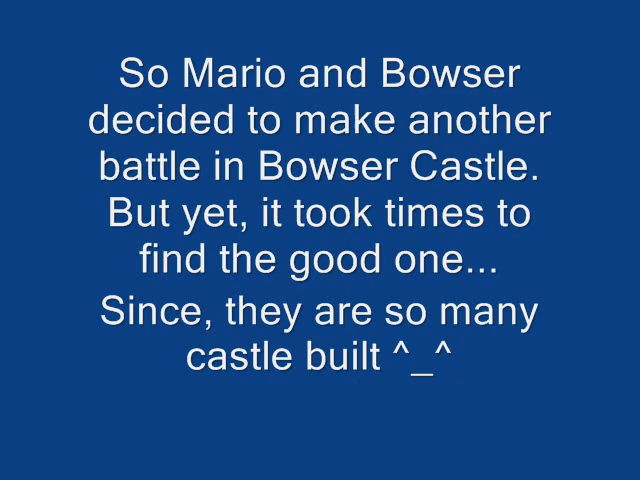 So Mario and Bowser
decided to make another
battle in Bowser Castle.
But yet, it took times to
find the good one...
Since, they are so many
castle built ^_^